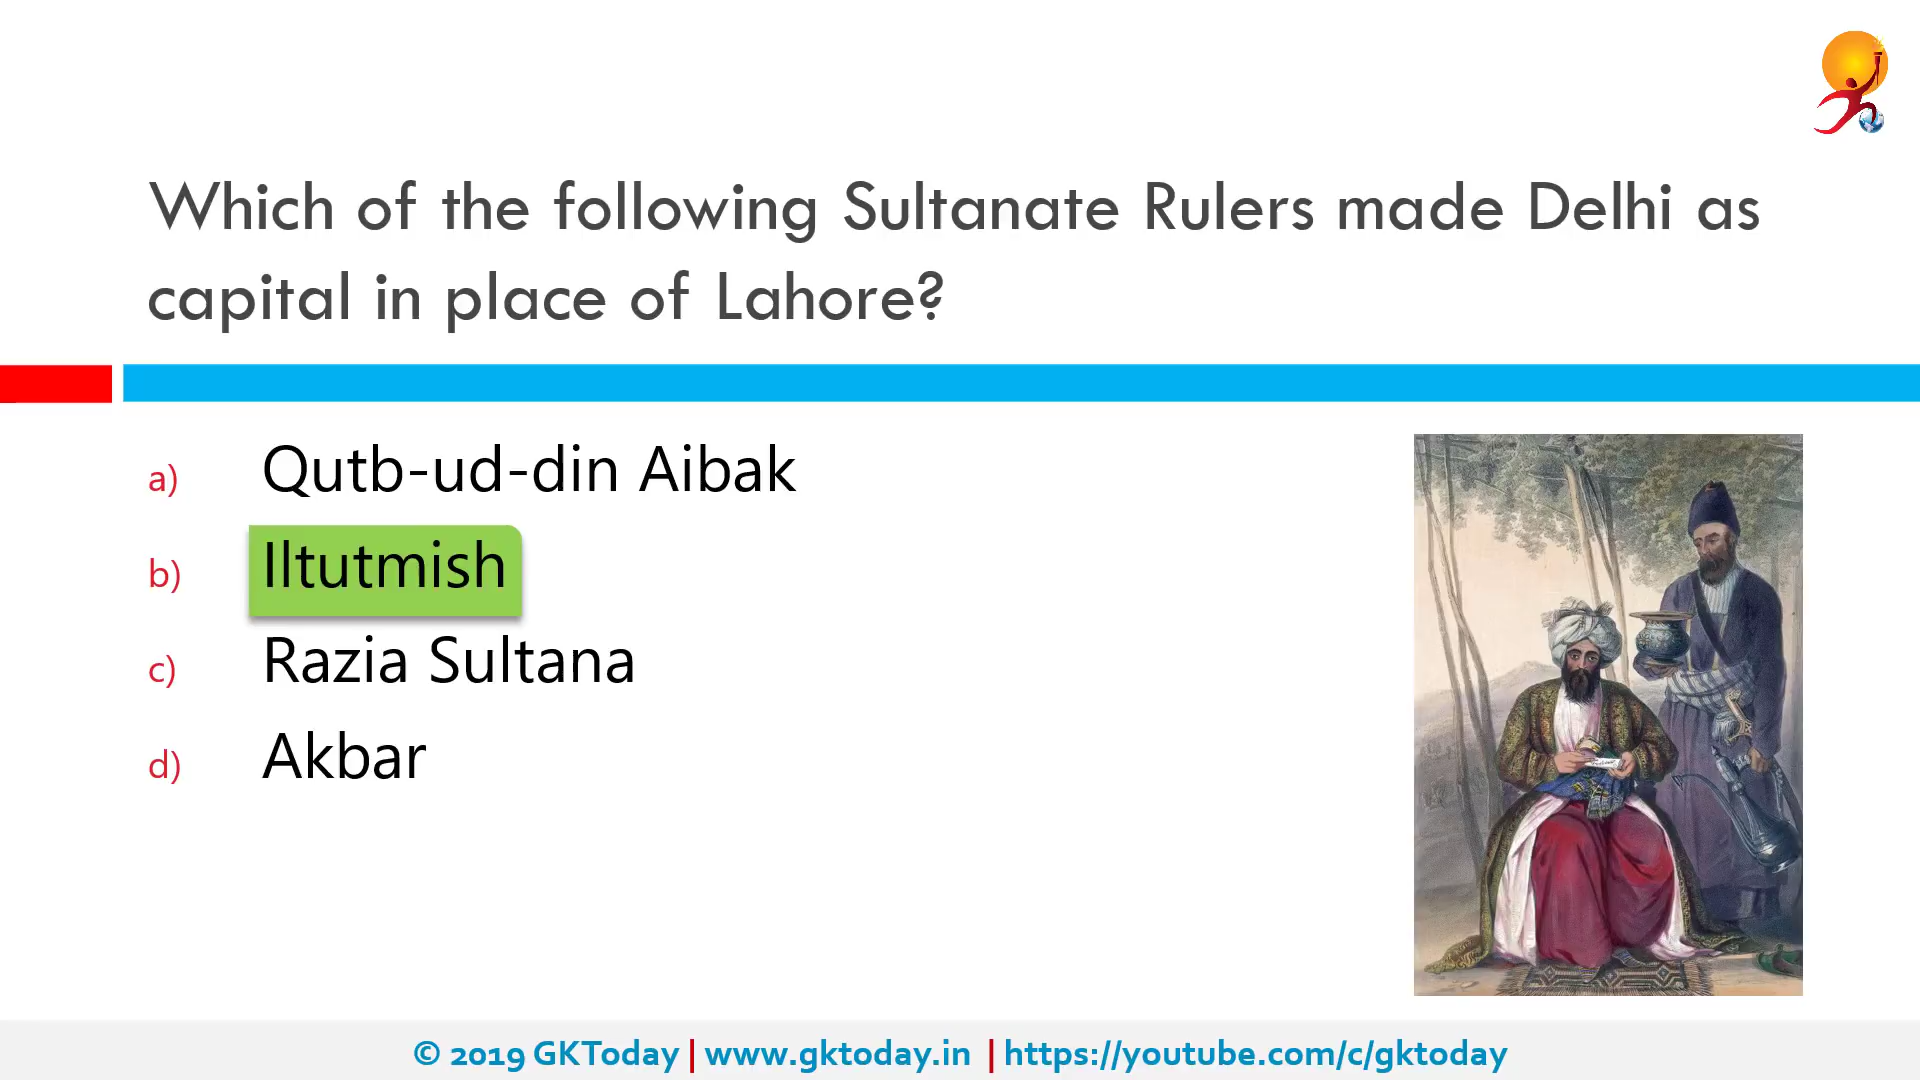 Which of the following Sultanate Rulers made Delhi as
capital in place of Lahore?
a) Qutb-ud-din Aibak
b) Iltutmish
c) Razia Sultana
d) Akbar
© 2019 GKToday | www.gktoday.in | https://youtube.com/c/gktoday